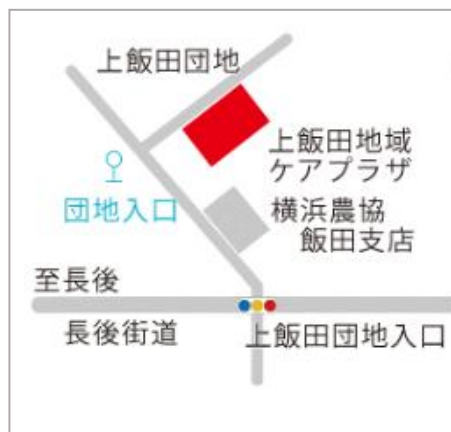 上飯田団地
上飯田地域
ケアプラザ
団地入口
横浜農協
飯田支店
至長後
長後街道
上飯田団地入口